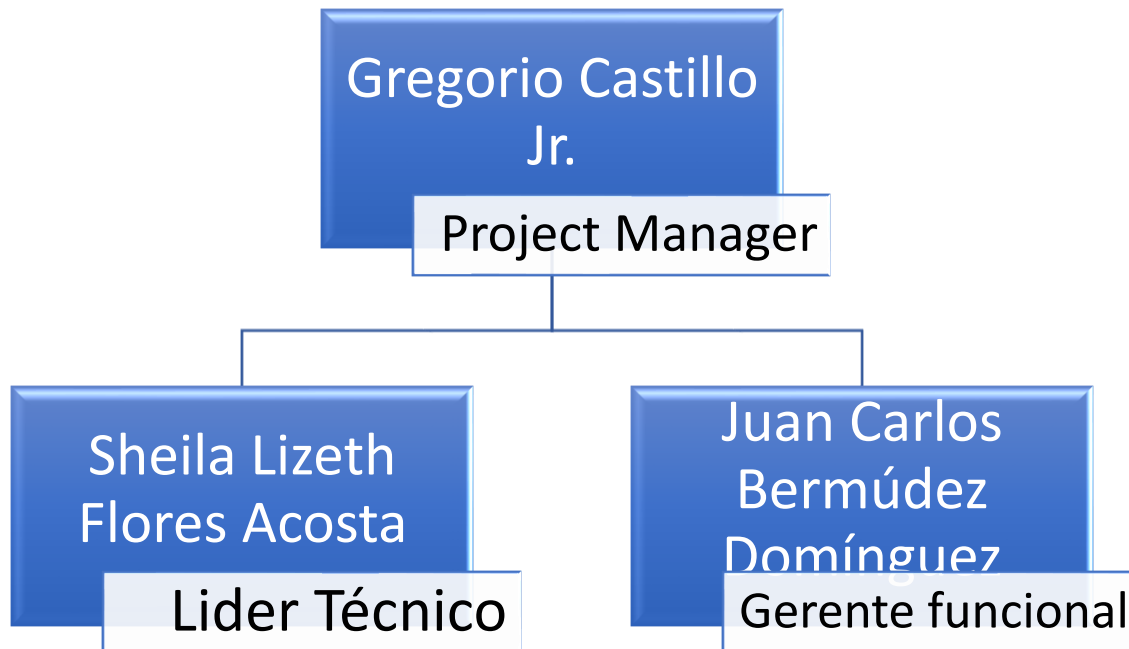 Gregorio Castillo
Jr.
Project Manager
Sheila Lizeth
Flores Acosta
Lider Técnico
Juan Carlos
Bermúdez
Domínguez
Gerente funcional